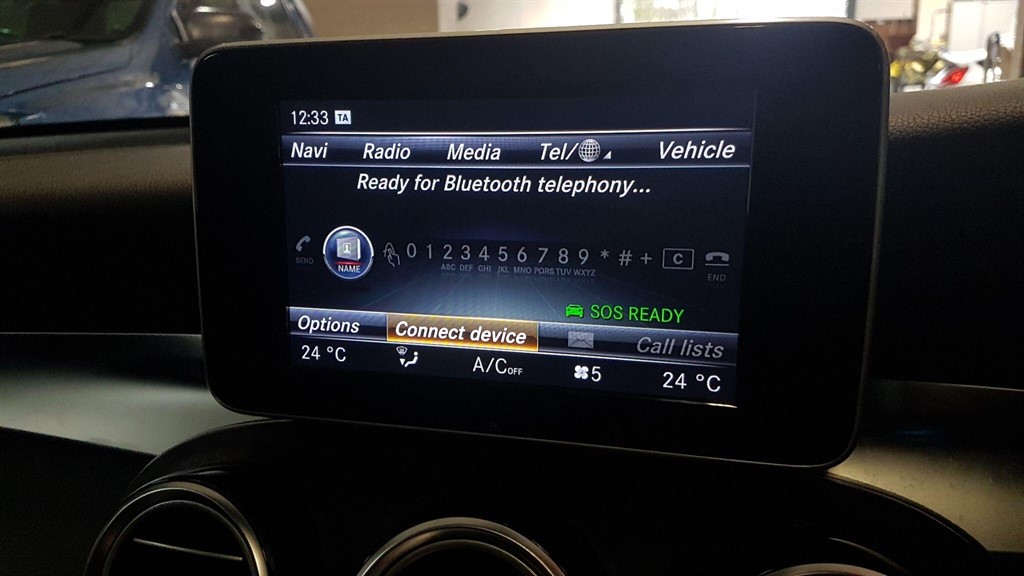 12:33 TA
Navi Radio Media Tel/ Vehicle
Ready for Bluetooth telephony...
SEND NAME 0 1 2 3 4 5 6 7 8 9 * # + C END
ABC DEF GHI JKL MNO PQRS TUV WXYZ
SOS READY
Options Connect device Call lists
24 °C A/C OFF 5 24 °C